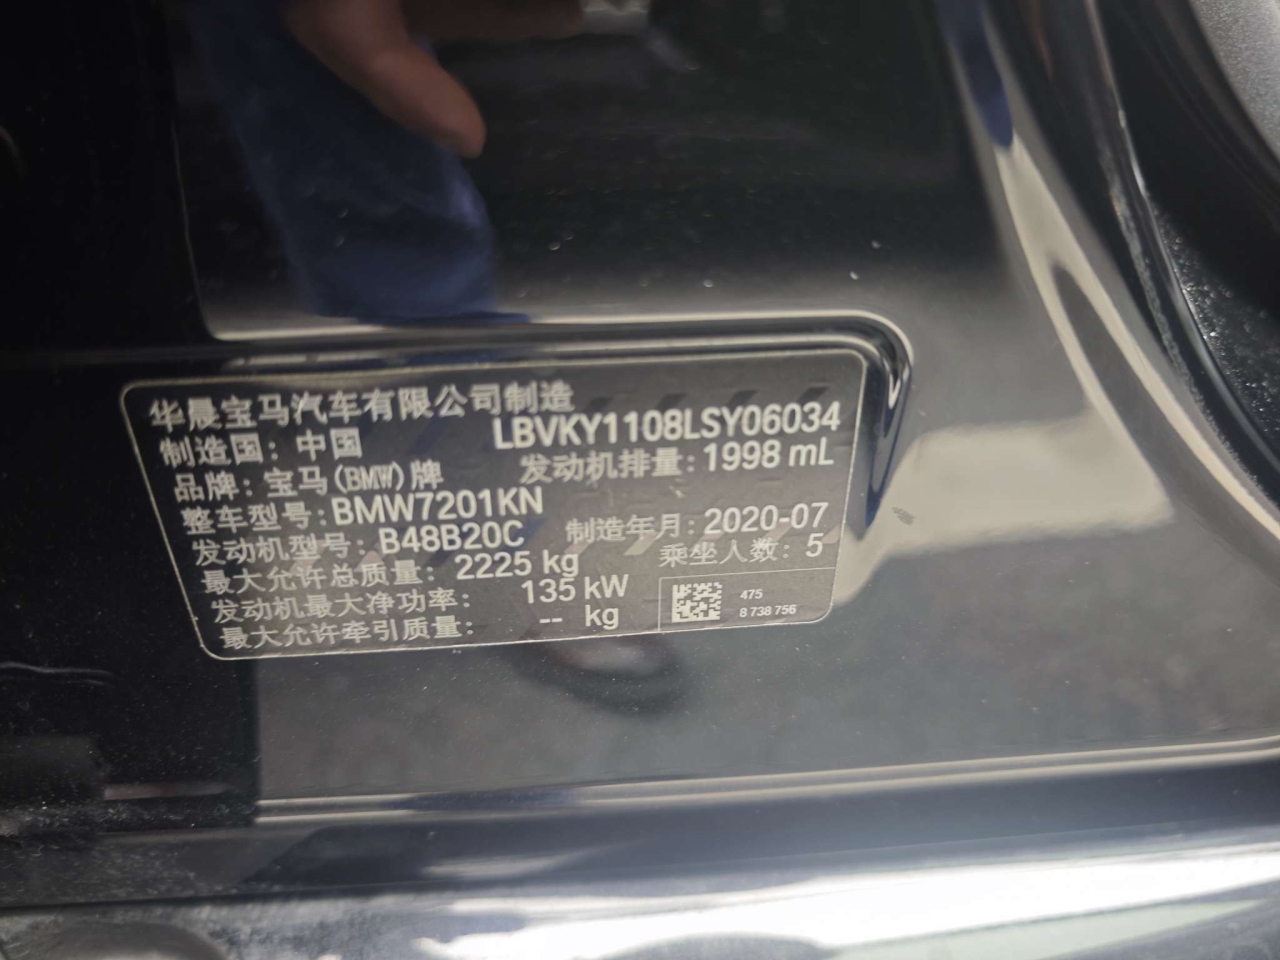 华晨宝马汽车有限公司制造
制造国：中国 LBVKY1108LSY06034
品牌：宝马(BMW)牌 发动机排量：1998 mL
整车型号：BMW7201KN
发动机型号：B48B20C 制造年月：2020-07
最大允许总质量：2225 kg 乘坐人数：5
发动机最大净功率：135 kW
最大允许牵引质量：-- kg
475
8 738 756